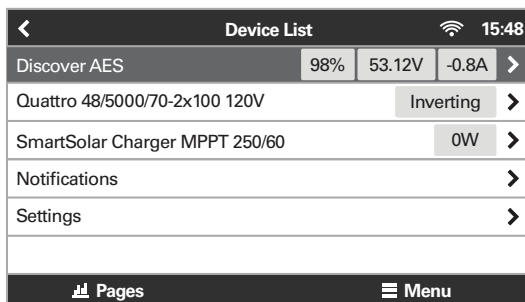 Device List 15:48
Discover AES 98% 53.12V -0.8A
Quattro 48/5000/70-2x100 120V Inverting
SmartSolar Charger MPPT 250/60 0W
Notifications
Settings
Pages Menu